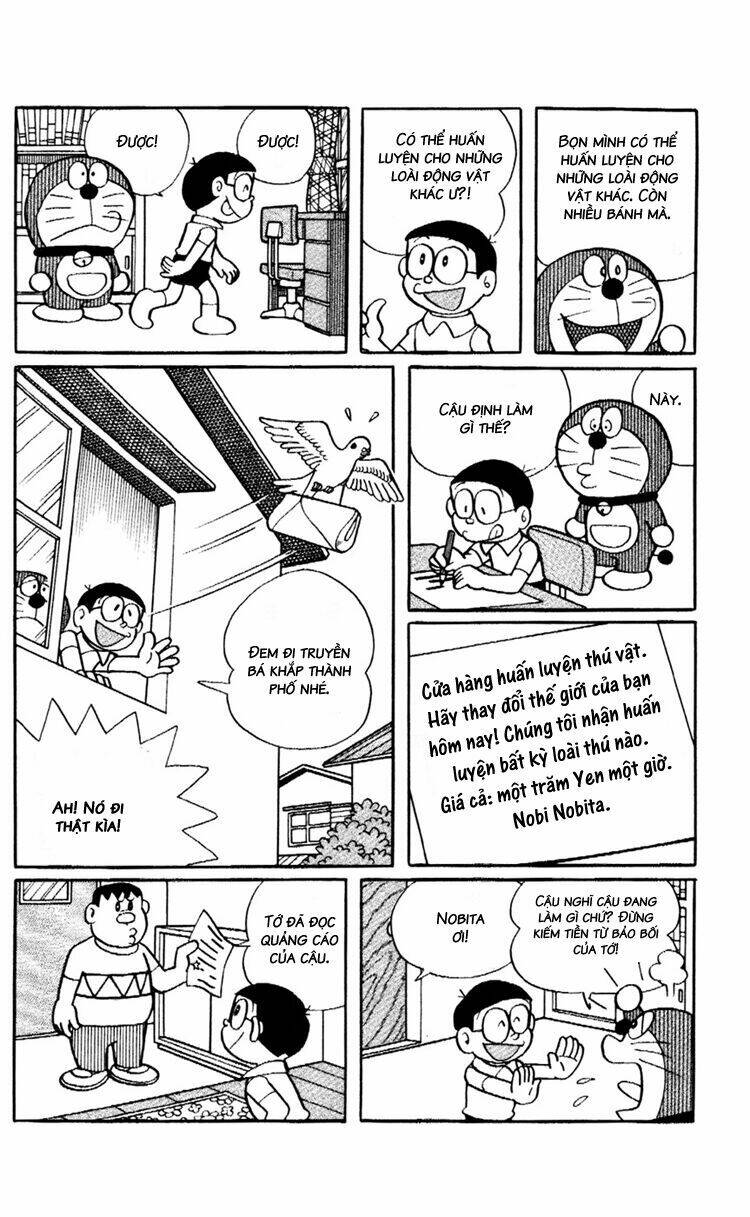 BỌN MÌNH CÓ THỂ
HUẤN LUYỆN CHO
NHỮNG LOÀI ĐỘNG
VẬT KHÁC. CÒN
NHIỀU BÁNH MÀ.
CÓ THỂ HUẤN
LUYỆN CHO NHỮNG
LOÀI ĐỘNG VẬT
KHÁC Ư?!
ĐƯỢC!
ĐƯỢC!
NÀY.
CẬU ĐỊNH LÀM
GÌ THẾ?
Cửa hàng huấn luyện thú vật.
Hãy thay đổi thế giới của bạn
hôm nay! Chúng tôi nhận huấn
luyện bất kỳ loài thú nào.
Giá cả: một trăm Yen một giờ.
Nobi Nobita.
ĐEM ĐI TRUYỀN
BÁ KHẮP THÀNH
PHỐ NHÉ.
AH! NÓ ĐI
THẬT KÌA!
CẬU NGHĨ CẬU ĐANG
LÀM GÌ CHỨ? ĐỪNG
KIẾM TIỀN TỪ BẢO BỐI
CỦA TỚ!
NOBITA
ƠI!
TỚ ĐÃ ĐỌC
QUẢNG CÁO
CỦA CẬU.